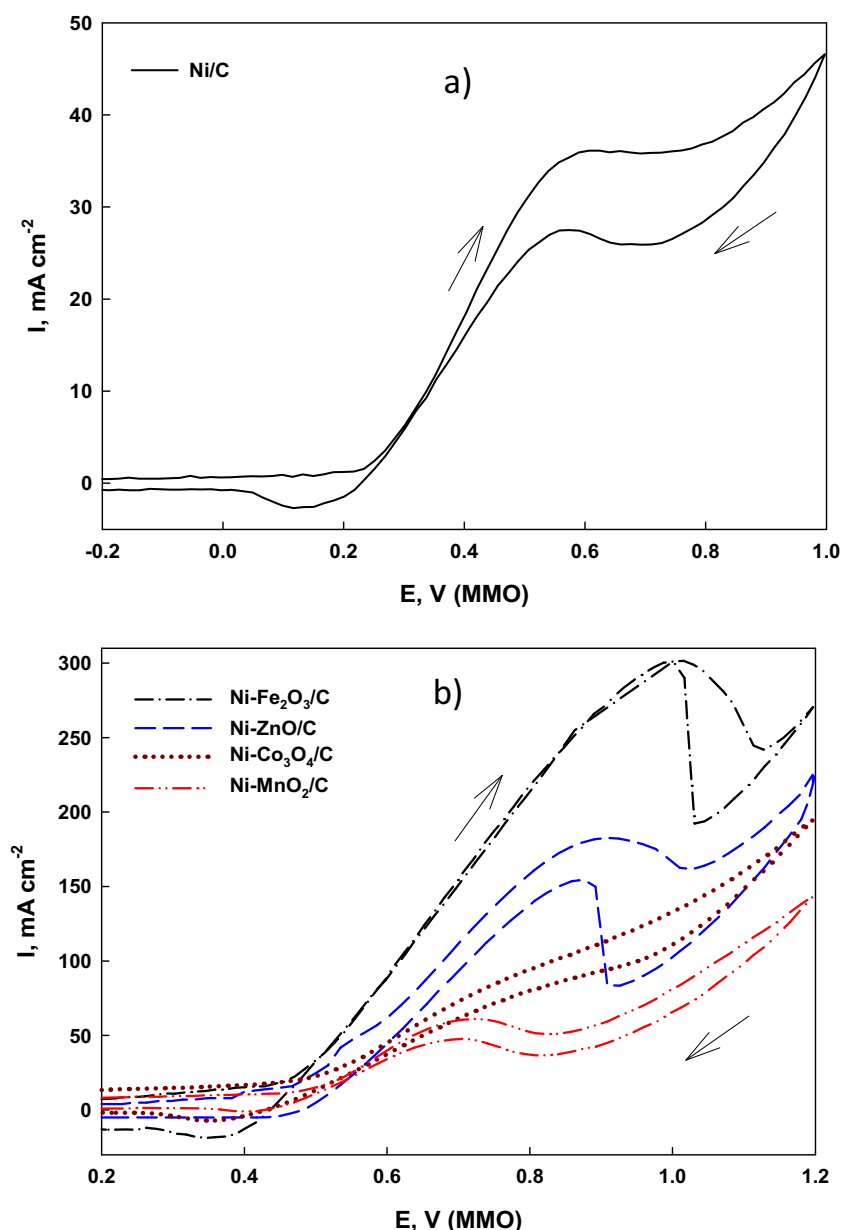 a)
Ni/C
50
40
30
20
10
0
I, mA cm⁻²
-0.2 0.0 0.2 0.4 0.6 0.8 1.0
E, V (MMO)
b)
Ni-Fe₂O₃/C
Ni-ZnO/C
Ni-Co₃O₄/C
Ni-MnO₂/C
300
250
200
150
100
50
0
I, mA cm⁻²
0.2 0.4 0.6 0.8 1.0 1.2
E, V (MMO)